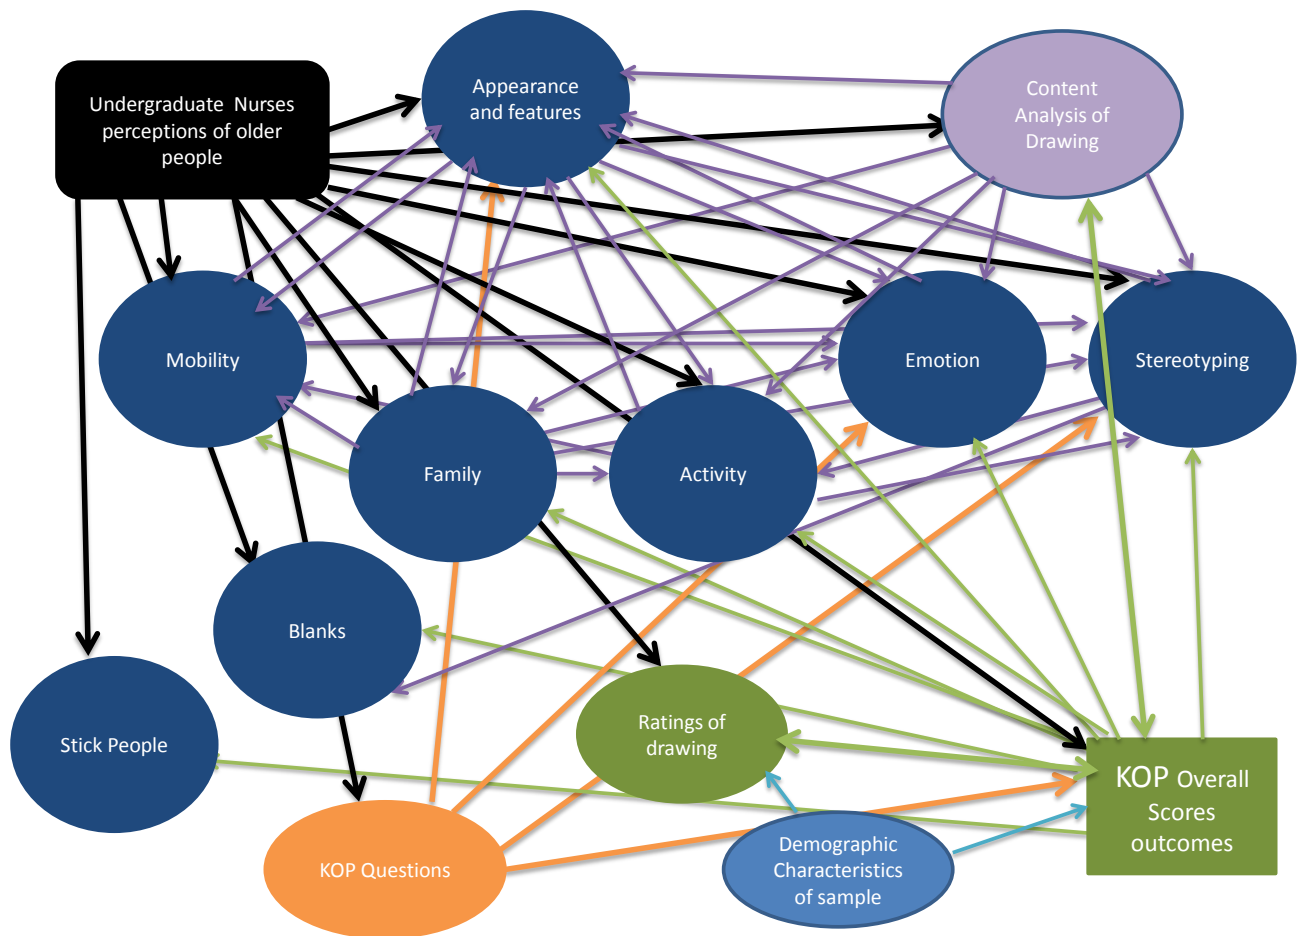 Undergraduate Nurses
perceptions of older
people
Appearance
and features
Content
Analysis of
Drawing
Mobility
Emotion
Stereotyping
Family
Activity
Blanks
Stick People
Ratings of
drawing
KOP Overall
Scores
outcomes
KOP Questions
Demographic
Characteristics
of sample